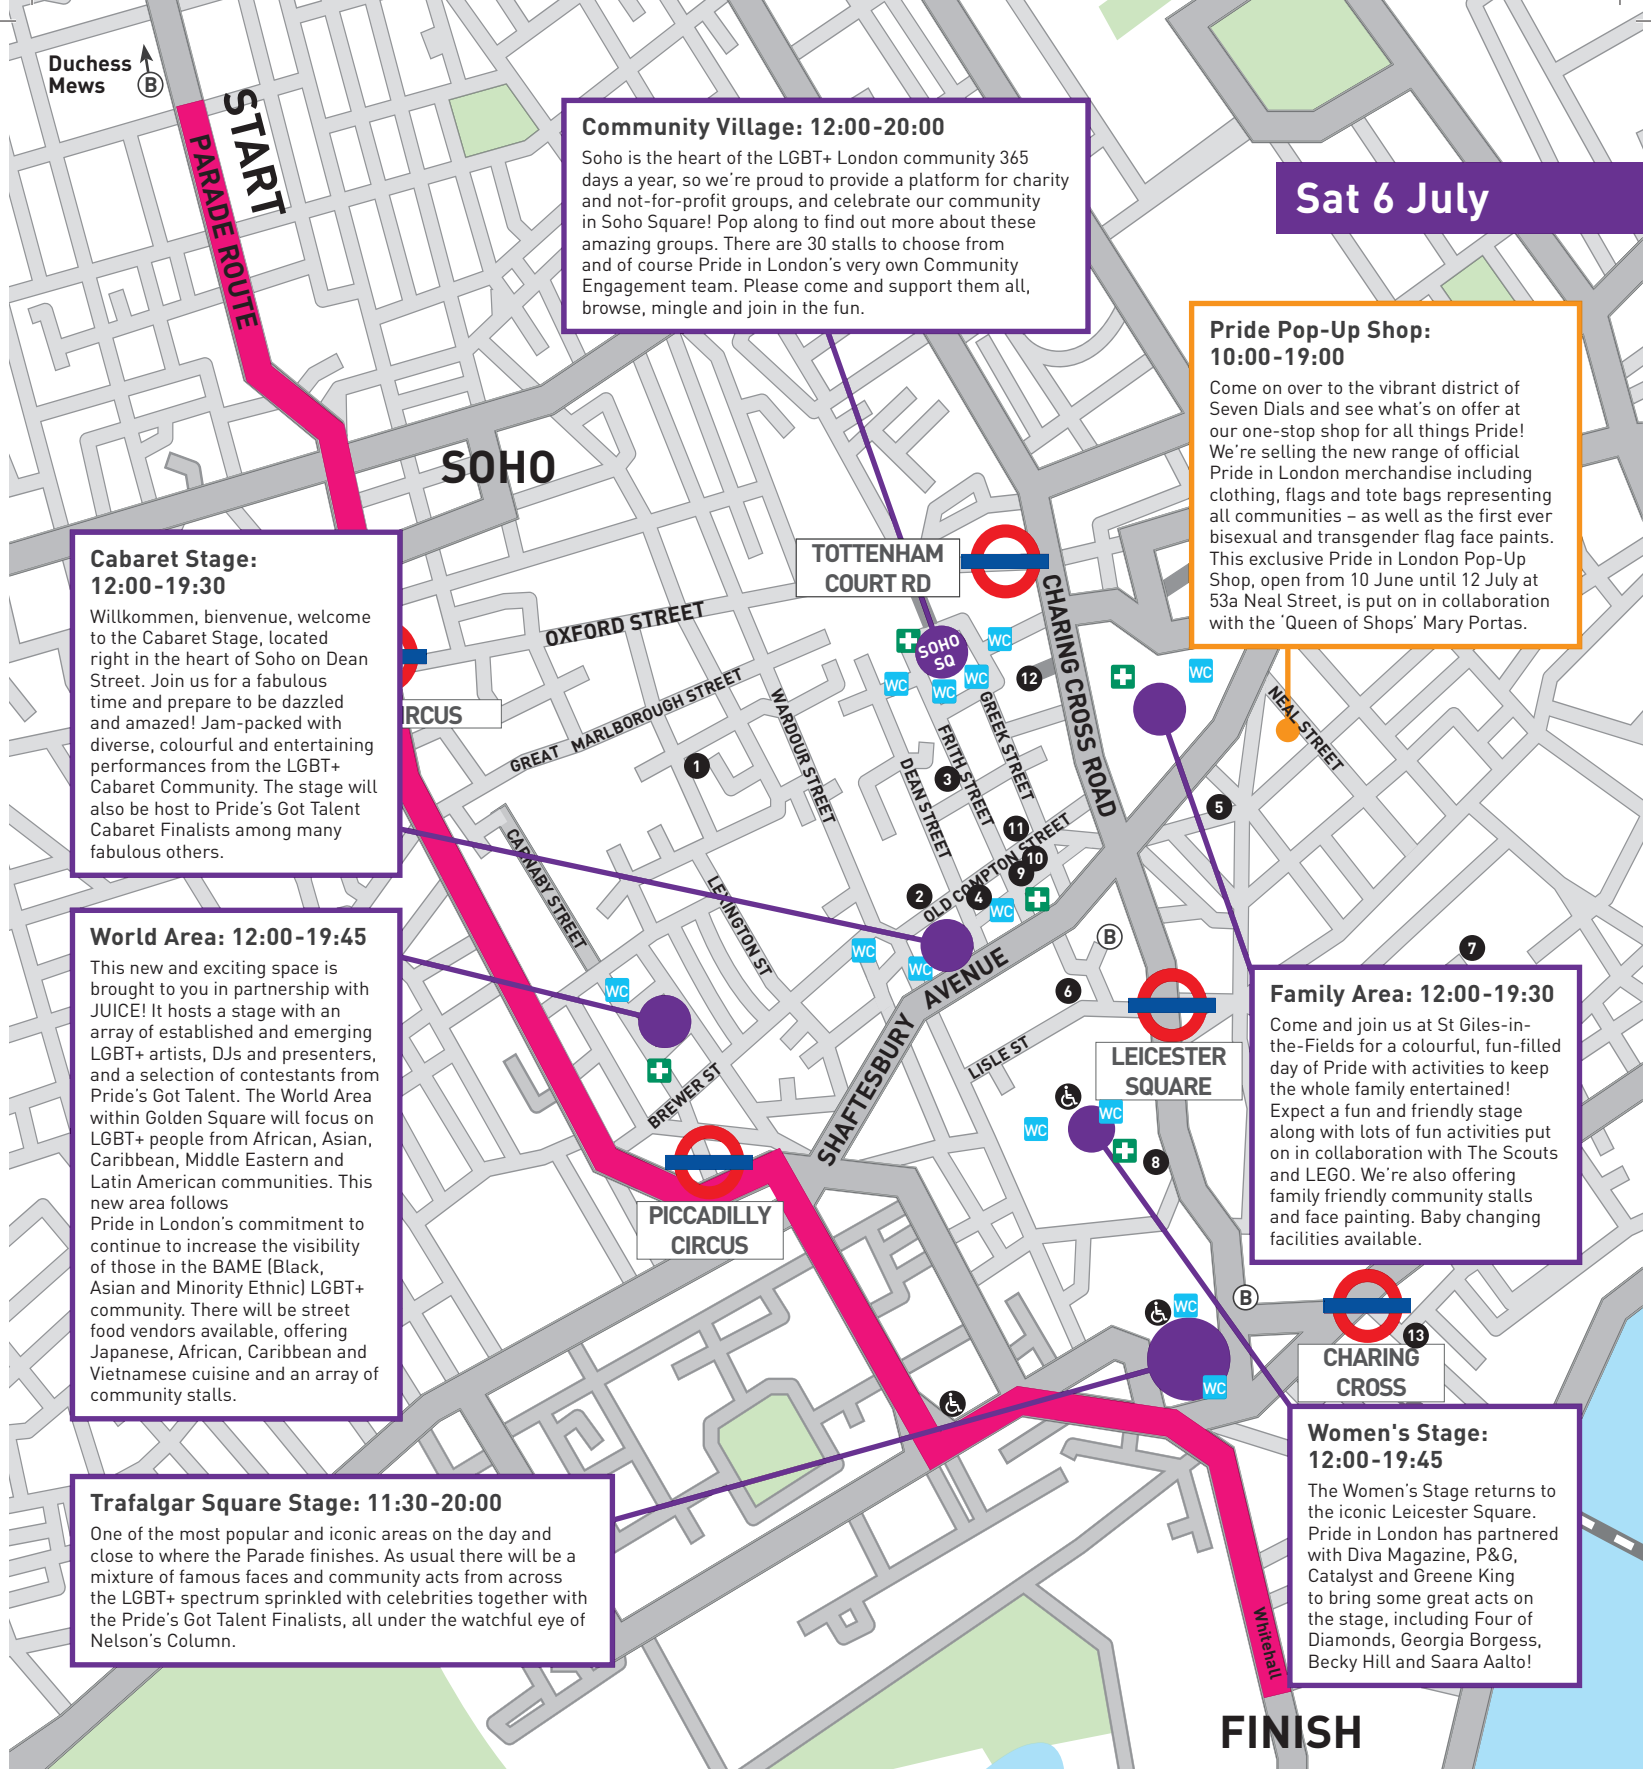 Duchess
Mews
B
START
PARADE ROUTE
Community Village: 12:00-20:00
Soho is the heart of the LGBT+ London community 365
days a year, so we're proud to provide a platform for charity
and not-for-profit groups, and celebrate our community
in Soho Square! Pop along to find out more about these
amazing groups. There are 30 stalls to choose from
and of course Pride in London's very own Community
Engagement team. Please come and support them all,
browse, mingle and join in the fun.
Sat 6 July
Pride Pop-Up Shop:
10:00-19:00
Come on over to the vibrant district of
Seven Dials and see what's on offer at
our one-stop shop for all things Pride!
We're selling the new range of official
Pride in London merchandise including
clothing, flags and tote bags representing
all communities – as well as the first ever
bisexual and transgender flag face paints.
This exclusive Pride in London Pop-Up
Shop, open from 10 June until 12 July at
53a Neal Street, is put on in collaboration
with the 'Queen of Shops' Mary Portas.
SOHO
Cabaret Stage:
12:00-19:30
Willkommen, bienvenue, welcome
to the Cabaret Stage, located
right in the heart of Soho on Dean
Street. Join us for a fabulous
time and prepare to be dazzled
and amazed! Jam-packed with
diverse, colourful and entertaining
performances from the LGBT+
Cabaret Community. The stage will
also be host to Pride's Got Talent
Cabaret Finalists among many
fabulous others.
TOTTENHAM
COURT RD
OXFORD STREET
IRCUS
GREAT MARLBOROUGH STREET
WARDOUR STREET
SOHO
SQ
WC
WC
WC
WC
WC
12
CHARING CROSS ROAD
GREEK STREET
FRITH STREET
DEAN STREET
NEAL STREET
1
3
5
11
10
9
OLD COMPTON STREET
2
4
WC
CARNABY STREET
LEXINGTON ST
WC
WC
WC
B
7
6
SHAFTESBURY AVENUE
LISLE ST
BREWER ST
LEICESTER
SQUARE
WC
WC
8
PICCADILLY
CIRCUS
World Area: 12:00-19:45
This new and exciting space is
brought to you in partnership with
JUICE! It hosts a stage with an
array of established and emerging
LGBT+ artists, DJs and presenters,
and a selection of contestants from
Pride's Got Talent. The World Area
within Golden Square will focus on
LGBT+ people from African, Asian,
Caribbean, Middle Eastern and
Latin American communities. This
new area follows
Pride in London's commitment to
continue to increase the visibility
of those in the BAME (Black,
Asian and Minority Ethnic) LGBT+
community. There will be street
food vendors available, offering
Japanese, African, Caribbean and
Vietnamese cuisine and an array of
community stalls.
Family Area: 12:00-19:30
Come and join us at St Giles-in-
the-Fields for a colourful, fun-filled
day of Pride with activities to keep
the whole family entertained!
Expect a fun and friendly stage
along with lots of fun activities put
on in collaboration with The Scouts
and LEGO. We're also offering
family friendly community stalls
and face painting. Baby changing
facilities available.
B
WC
WC
13
CHARING
CROSS
Trafalgar Square Stage: 11:30-20:00
One of the most popular and iconic areas on the day and
close to where the Parade finishes. As usual there will be a
mixture of famous faces and community acts from across
the LGBT+ spectrum sprinkled with celebrities together with
the Pride's Got Talent Finalists, all under the watchful eye of
Nelson's Column.
Women's Stage:
12:00-19:45
The Women's Stage returns to
the iconic Leicester Square.
Pride in London has partnered
with Diva Magazine, P&G,
Catalyst and Greene King
to bring some great acts on
the stage, including Four of
Diamonds, Georgia Borgess,
Becky Hill and Saara Aalto!
Whitehall
FINISH